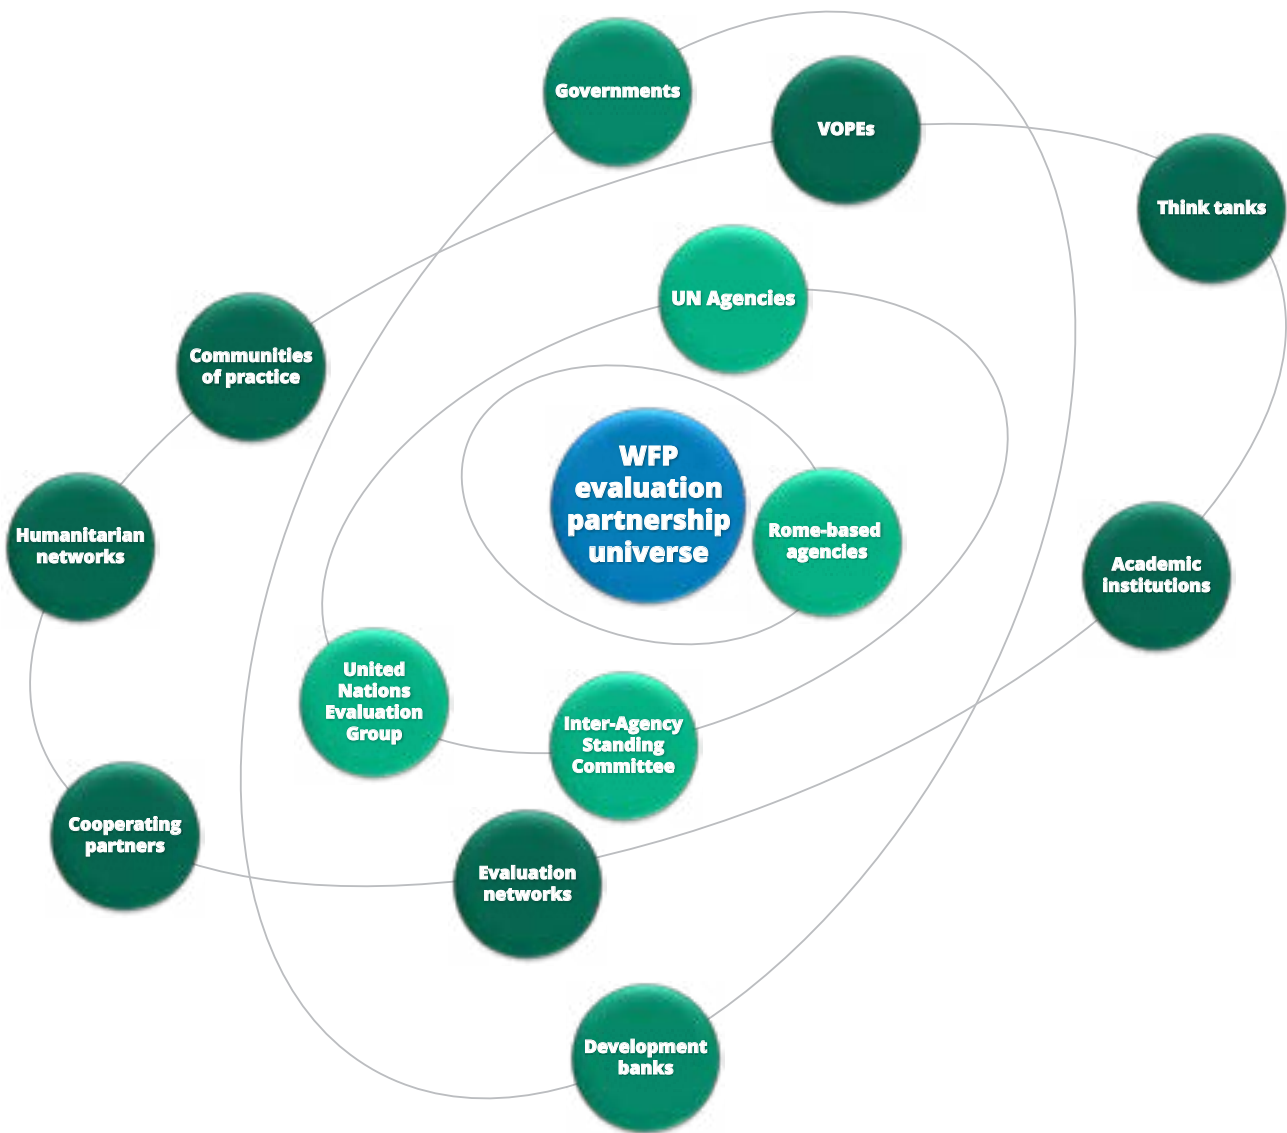 Governments
VOPEs
Think tanks
UN Agencies
Communities
of practice
WFP
evaluation
partnership
universe
Rome-based
agencies
Humanitarian
networks
Academic
institutions
United
Nations
Evaluation
Group
Inter-Agency
Standing
Committee
Cooperating
partners
Evaluation
networks
Development
banks